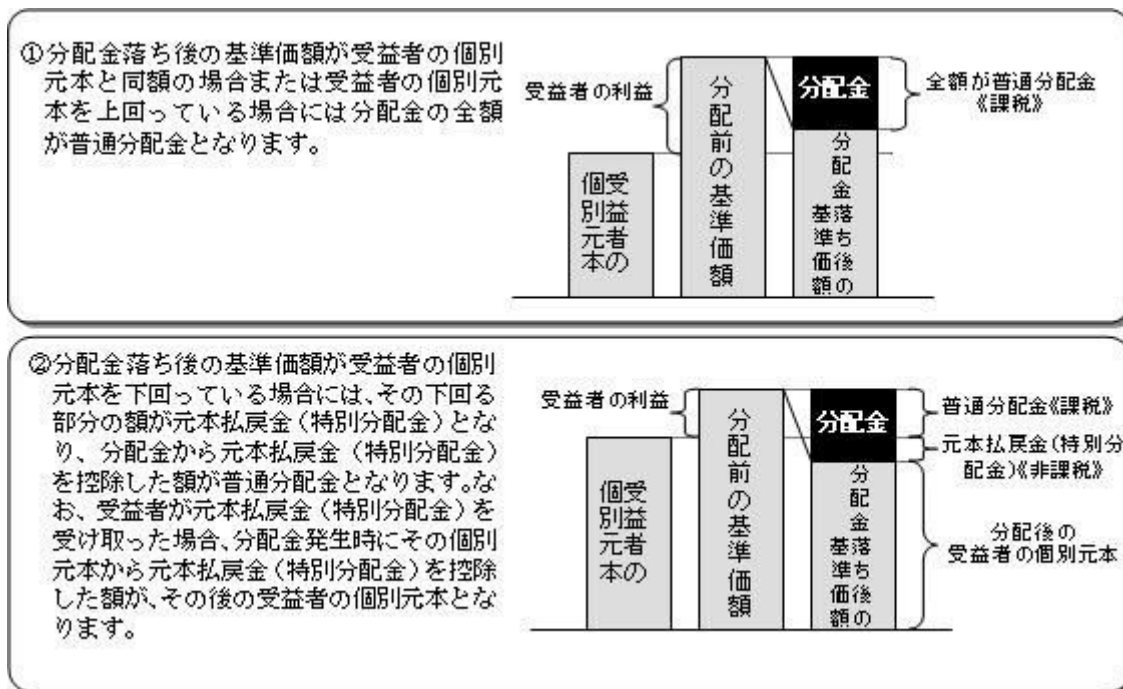 ①分配金落ち後の基準価額が受益者の個別
元本と同額の場合または受益者の個別元
本を上回っている場合には分配金の全額
が普通分配金となります。
受益者の利益
受益者の
個別元本
分配前の基準価額
分配金
分配金落ち後の
基準価額
全額が普通分配金
《課税》
②分配金落ち後の基準価額が受益者の個別
元本を下回っている場合には、その下回る
部分の額が元本払戻金(特別分配金)とな
り、分配金から元本払戻金(特別分配金)
を控除した額が普通分配金となります。な
お、受益者が元本払戻金(特別分配金)を
受け取った場合、分配金発生時にその個別
元本から元本払戻金(特別分配金)を控除
した額が、その後の受益者の個別元本とな
ります。
受益者の利益
受益者の
個別元本
分配前の基準価額
分配金
分配金落ち後の
基準価額
普通分配金《課税》
元本払戻金(特別分
配金)《非課税》
分配後の
受益者の個別元本